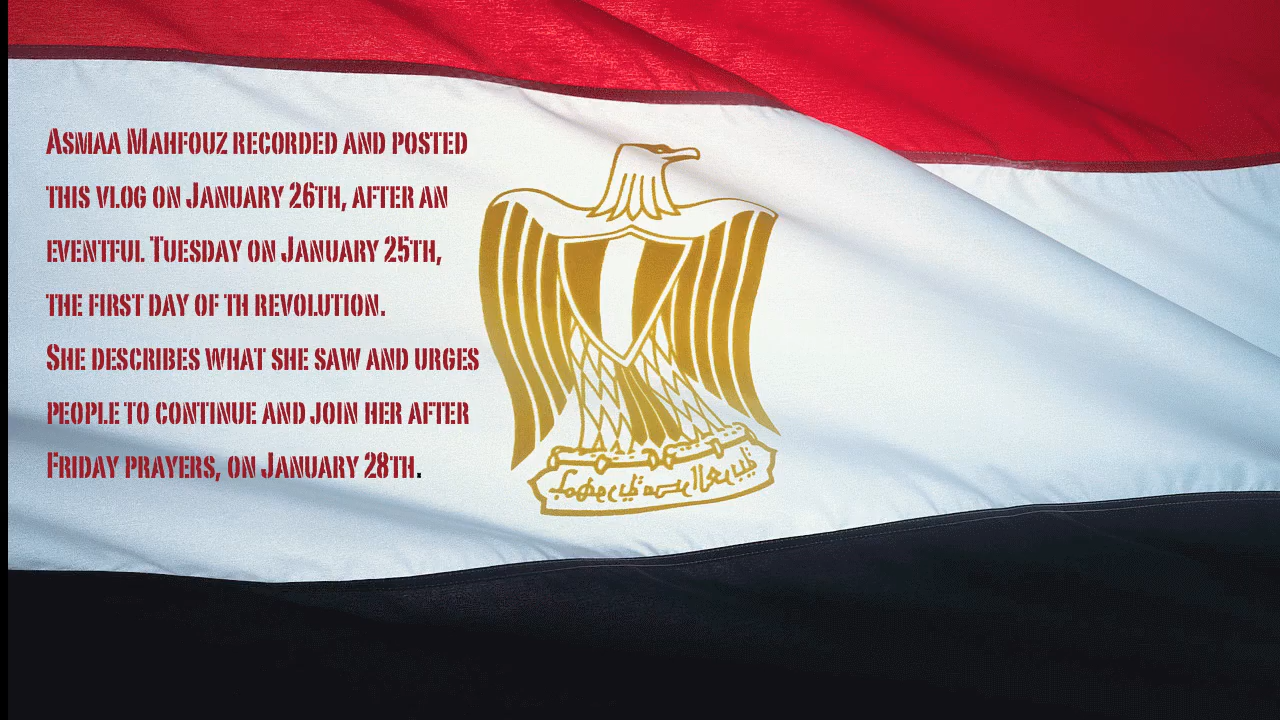 Asmaa Mahfouz recorded and posted
this vlog on January 26th, after an
eventful Tuesday on January 25th,
the first day of th revolution.
She describes what she saw and urges
people to continue and join her after
Friday prayers, on January 28th.